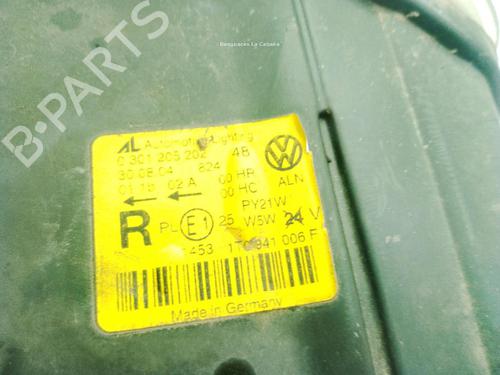 Desguaces La Cabaña
B-PARTS
AL Automotive Lighting
0 301 205 202 48
30.08.04 824 00 HR ALN
01 1b 02 A 00 HC
PY21W
R PL E1 25 W5W 24 V
453 1T0 941 006 F
Made in Germany